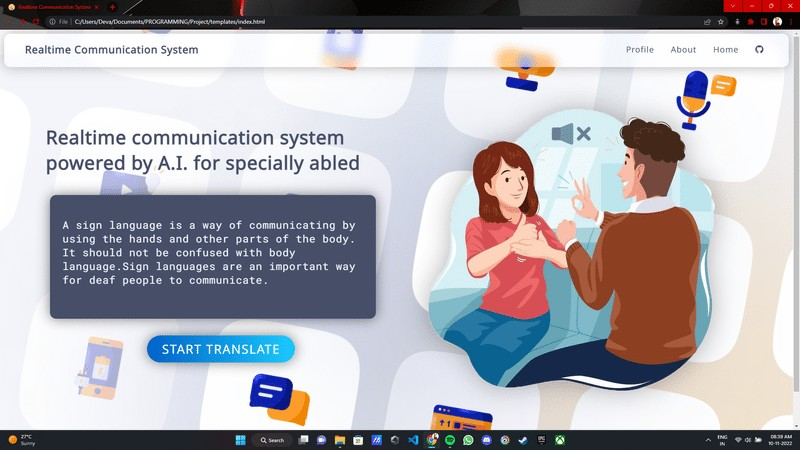 Realtime Communication System
File | C:/Users/Deva/Documents/PROGRAMMING/Project/templates/index.html
Realtime Communication System
Profile About Home
Realtime communication system
powered by A.I. for specially abled
A sign language is a way of communicating by
using the hands and other parts of the body.
It should not be confused with body
language.Sign languages are an important way
for deaf people to communicate.
START TRANSLATE
27°C
Sunny
Search
ENG
IN
08:39 AM
10-11-2022